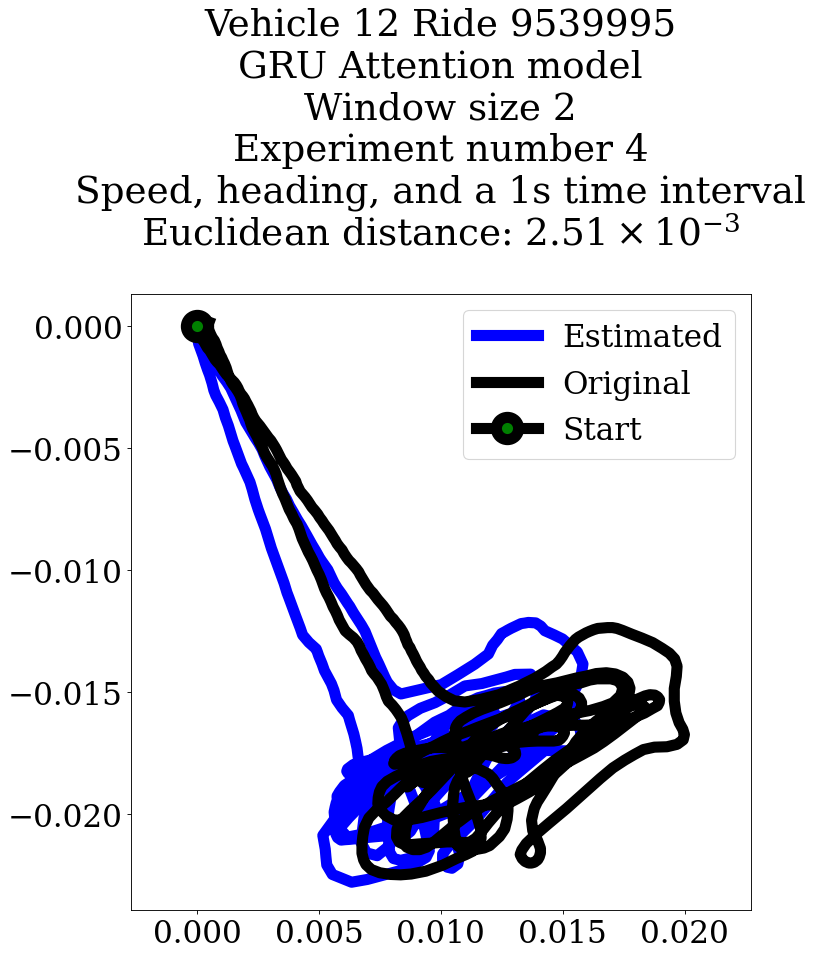 Vehicle 12 Ride 9539995
GRU Attention model
Window size 2
Experiment number 4
Speed, heading, and a 1s time interval
Euclidean distance: 2.51 × 10⁻³
Estimated
Original
Start
0.000
−0.005
−0.010
−0.015
−0.020
0.000 0.005 0.010 0.015 0.020